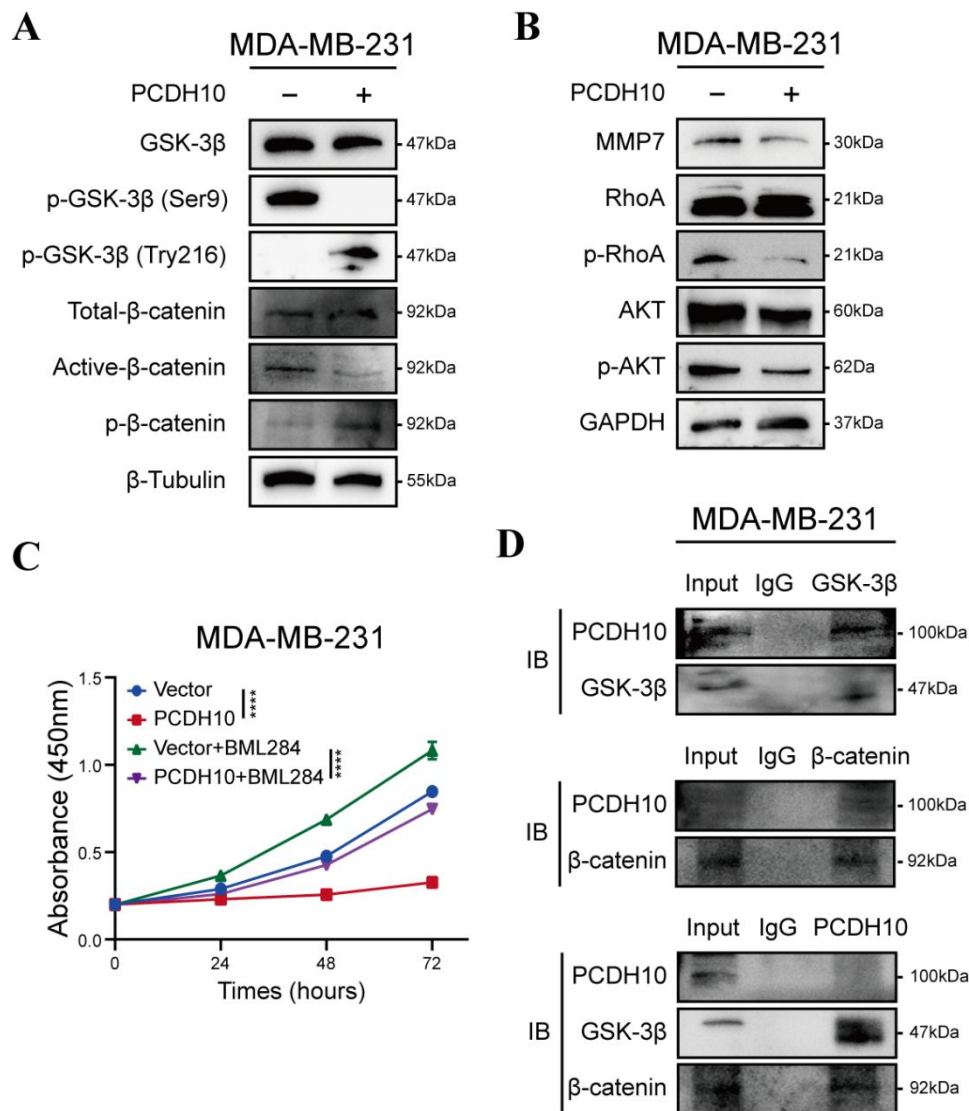 A
MDA-MB-231
PCDH10 − +
GSK-3β 47kDa
p-GSK-3β (Ser9) 47kDa
p-GSK-3β (Try216) 47kDa
Total-β-catenin 92kDa
Active-β-catenin 92kDa
p-β-catenin 92kDa
β-Tubulin 55kDa
B
MDA-MB-231
PCDH10 − +
MMP7 30kDa
RhoA 21kDa
p-RhoA 21kDa
AKT 60kDa
p-AKT 62Da
GAPDH 37kDa
C
MDA-MB-231
Absorbance (450nm)
1.5
1.0
0.5
0.0
Vector
PCDH10
****
Vector+BML284
PCDH10+BML284
****
0 24 48 72
Times (hours)
D
MDA-MB-231
Input IgG GSK-3β
IB
PCDH10 100kDa
GSK-3β 47kDa
Input IgG β-catenin
IB
PCDH10 100kDa
β-catenin 92kDa
Input IgG PCDH10
IB
PCDH10 100kDa
GSK-3β 47kDa
β-catenin 92kDa